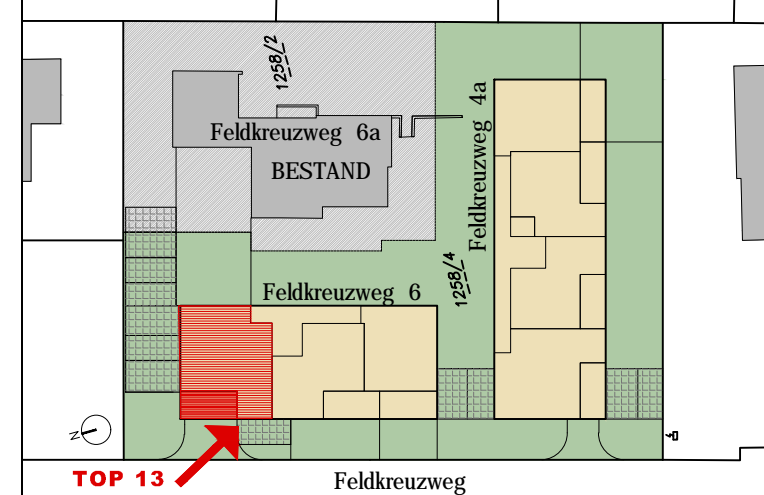 1258/2
Feldkreuzweg 6a
BESTAND
Feldkreuzweg 4a
1258/4
Feldkreuzweg 6
N
TOP 13
Feldkreuzweg